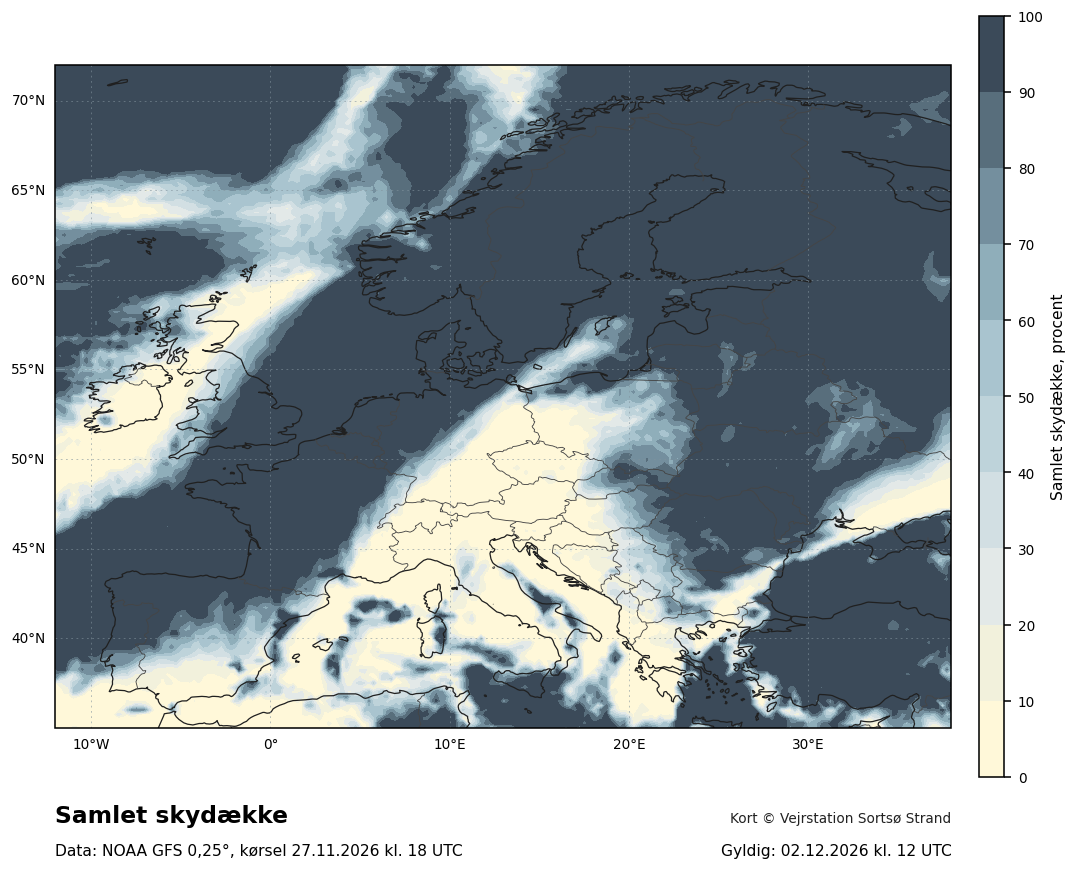 100
90
80
70
60
50
40
30
20
10
0
Samlet skydække, procent
70°N
65°N
60°N
55°N
50°N
45°N
40°N
10°W
0°
10°E
20°E
30°E
Samlet skydække
Kort © Vejrstation Sortsø Strand
Data: NOAA GFS 0,25°, kørsel 27.11.2026 kl. 18 UTC
Gyldig: 02.12.2026 kl. 12 UTC